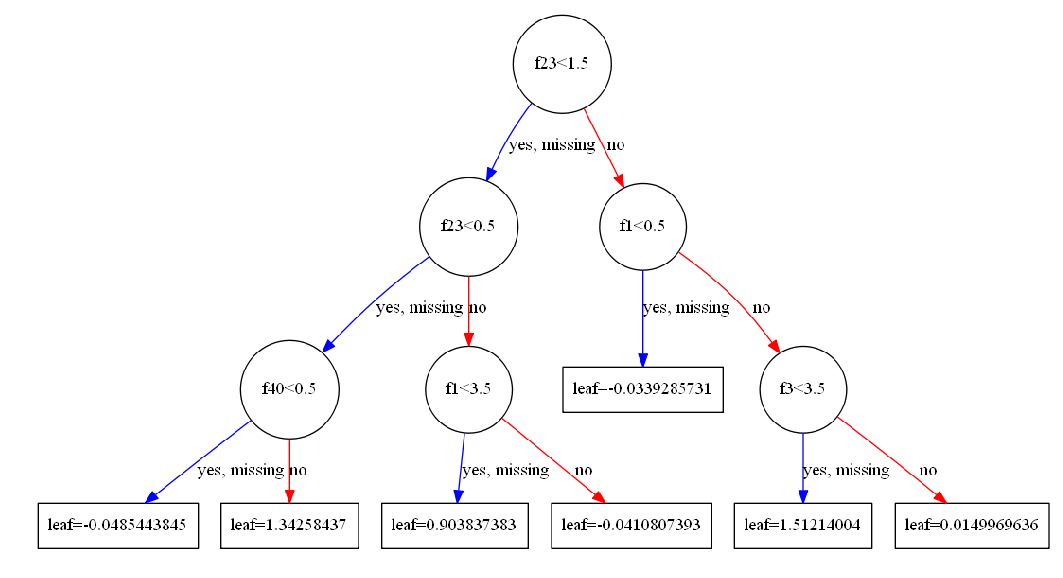 f23<1.5
yes, missing
no
f23<0.5
f1<0.5
yes, missing
no
yes, missing
no
f40<0.5
f1<3.5
leaf=-0.0339285731
f3<3.5
yes, missing
no
yes, missing
no
yes, missing
no
leaf=-0.0485443845
leaf=1.34258437
leaf=0.903837383
leaf=-0.0410807393
leaf=1.51214004
leaf=0.0149969636